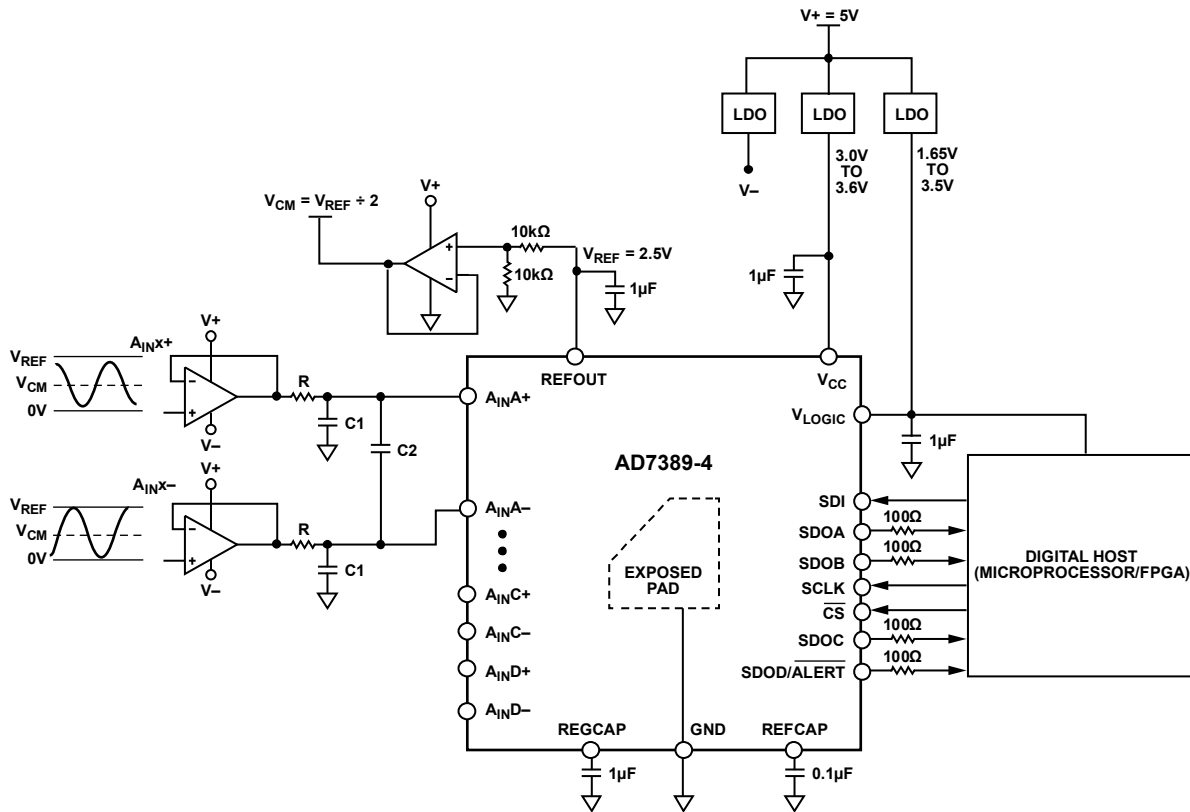 V+ = 5V
LDO
LDO
LDO
V–
3.0V
TO
3.6V
1.65V
TO
3.5V
VCM = VREF ÷ 2
V+
+
–
10kΩ
10kΩ
VREF = 2.5V
1µF
1µF
REFOUT
VCC
VLOGIC
1µF
AINx+
V+
VREF
VCM
0V
–
+
V–
R
C1
C2
AINA+
AINx–
V+
VREF
VCM
0V
–
+
V–
R
C1
AINA–
AINC+
AINC–
AIND+
AIND–
AD7389-4
EXPOSED
PAD
SDI
SDOA
100Ω
SDOB
100Ω
SCLK
CS
SDOC
100Ω
SDOD/ALERT
100Ω
DIGITAL HOST
(MICROPROCESSOR/FPGA)
REGCAP
GND
REFCAP
1µF
0.1µF